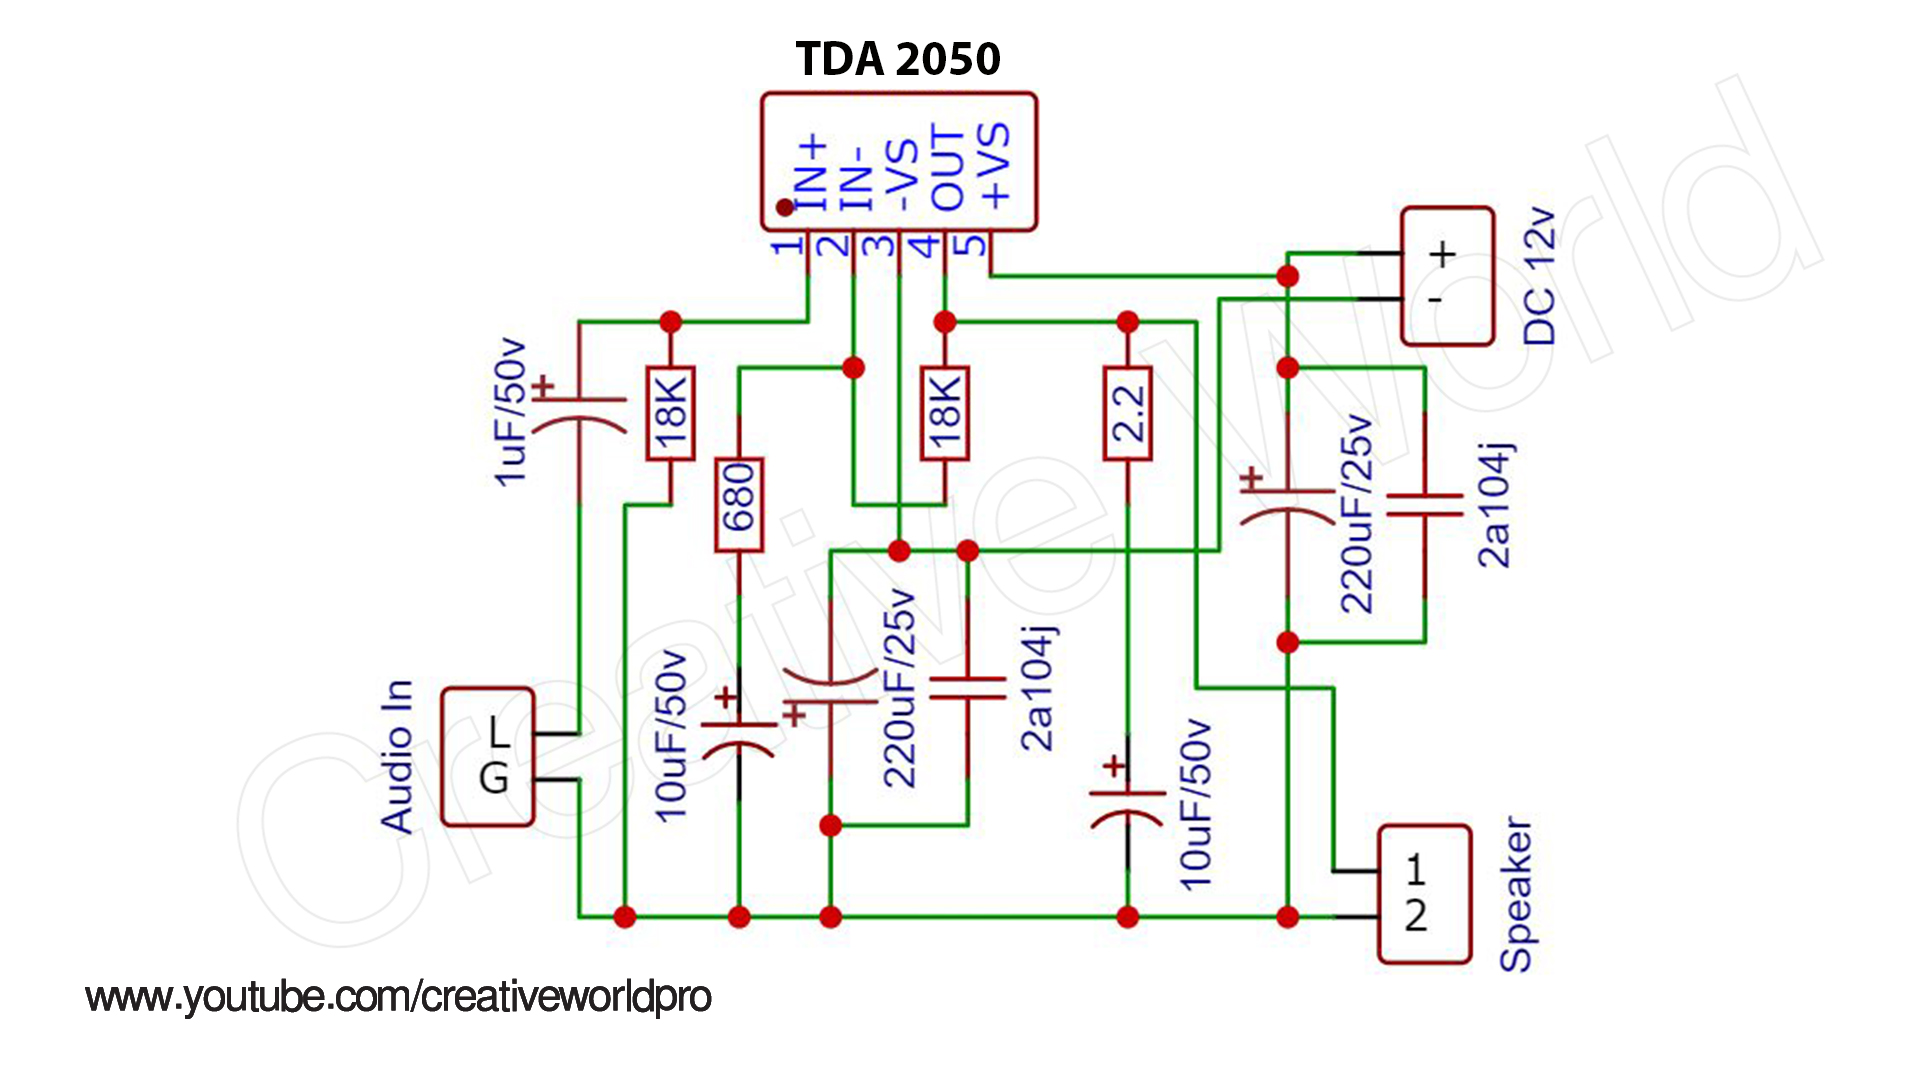 TDA 2050
IN+
IN-
-VS
OUT
+VS
1
2
3
4
5
+
-
DC 12v
1uF/50v
+
18K
680
18K
2.2
+
220uF/25v
2a104j
Audio In
L
G
10uF/50v
+
+
220uF/25v
2a104j
+
10uF/50v
1
2
Speaker
Creative World
www.youtube.com/creativeworldpro